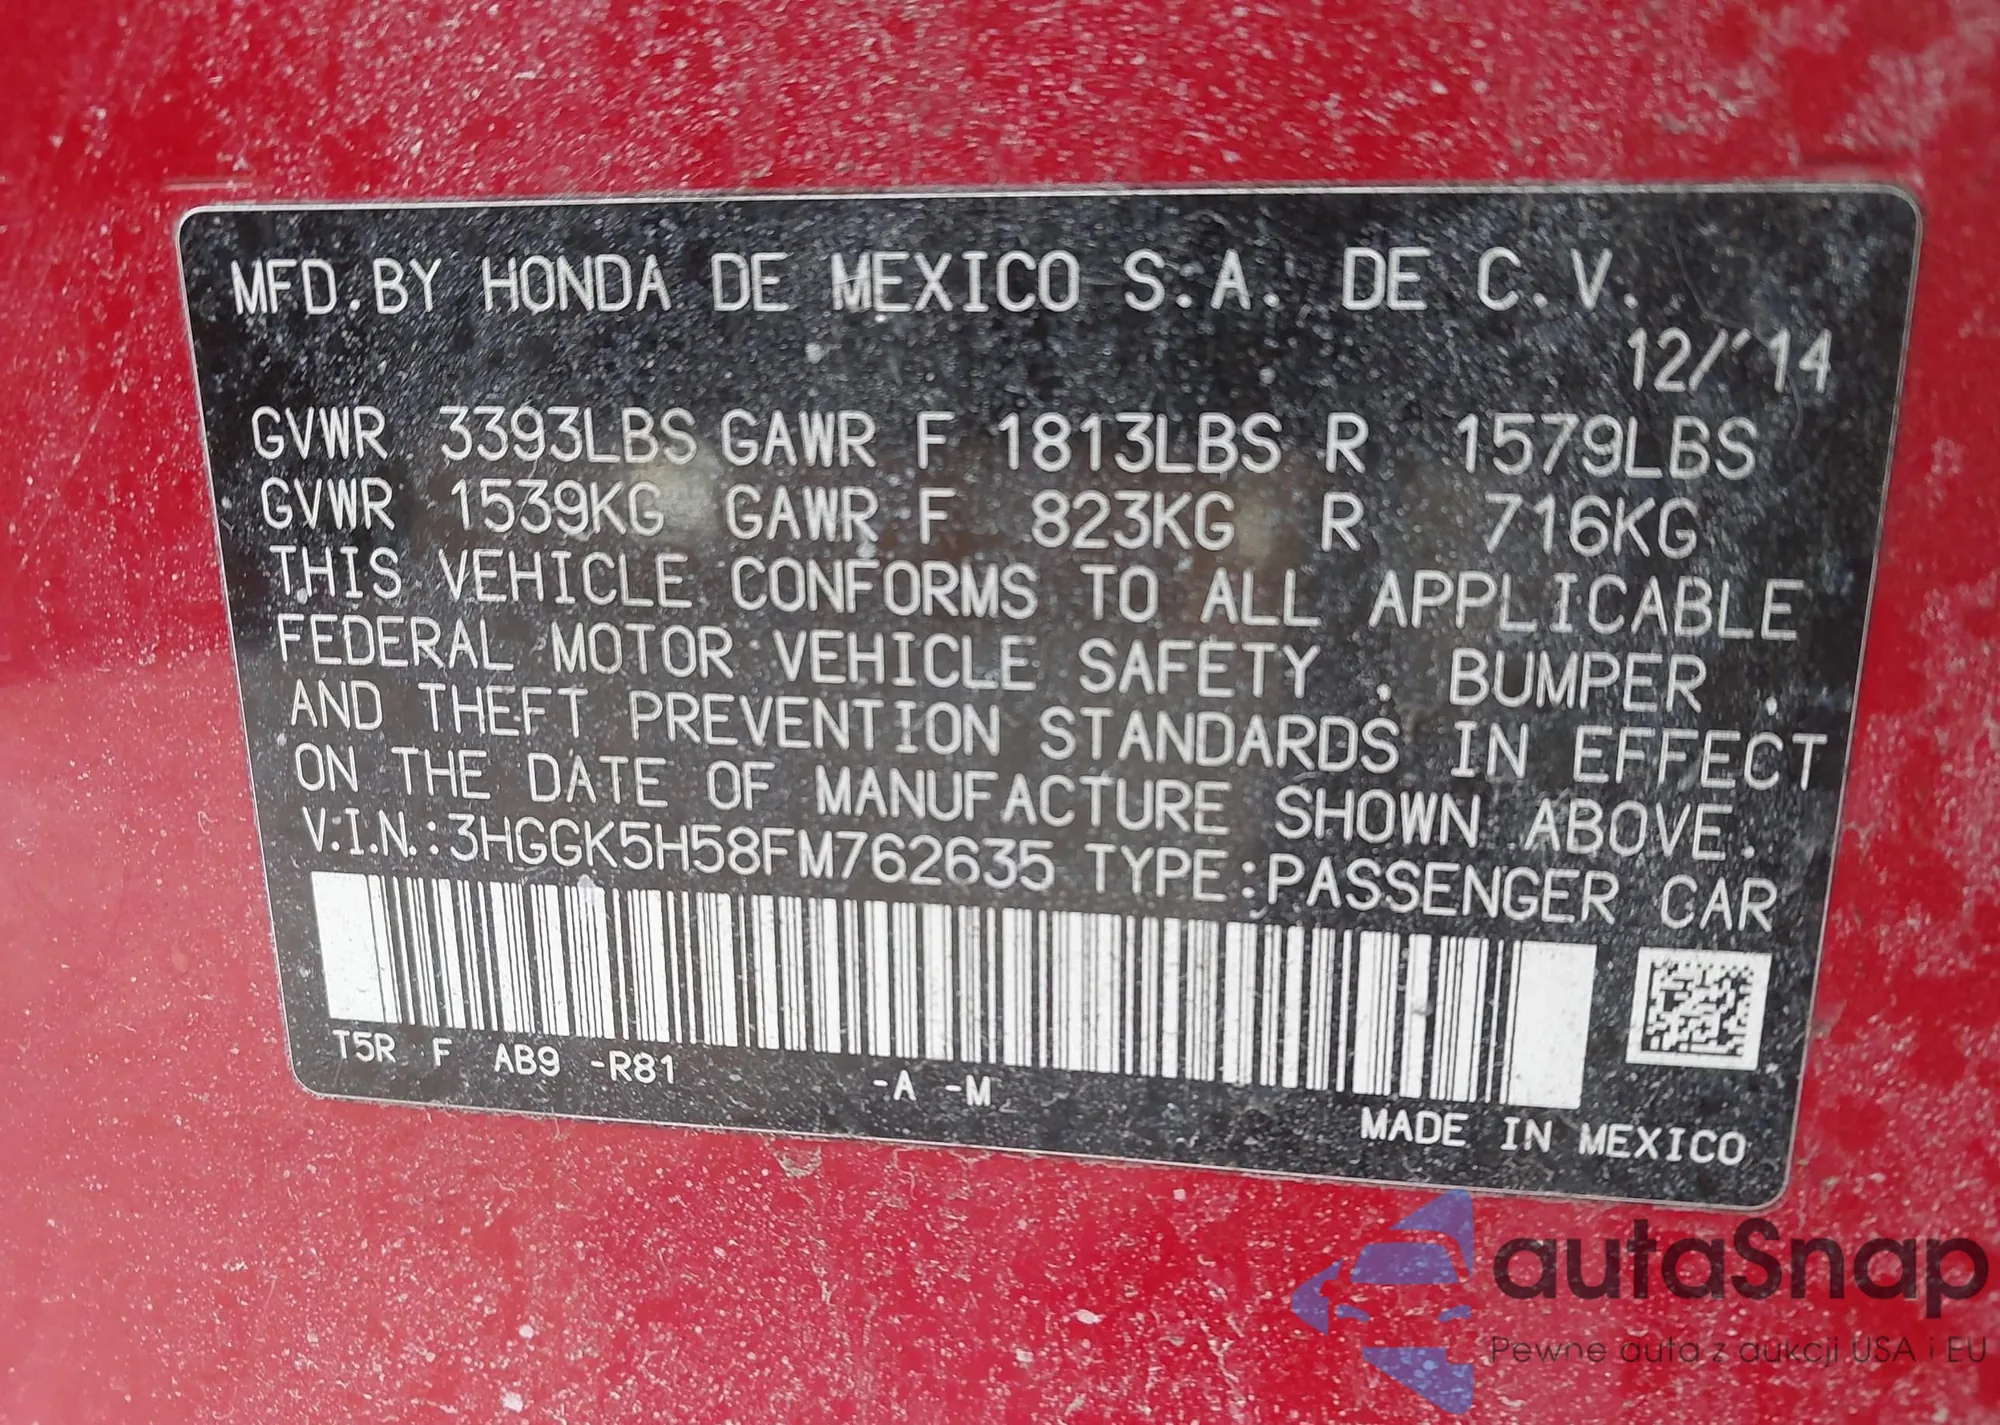 MFD.BY HONDA DE MEXICO S.A. DE C.V.
12/'14
GVWR 3393LBS GAWR F 1813LBS R 1579LBS
GVWR 1539KG GAWR F 823KG R 716KG
THIS VEHICLE CONFORMS TO ALL APPLICABLE
FEDERAL MOTOR VEHICLE SAFETY , BUMPER ,
AND THEFT PREVENTION STANDARDS IN EFFECT
ON THE DATE OF MANUFACTURE SHOWN ABOVE.
V.I.N.:3HGGK5H58FM762635 TYPE:PASSENGER CAR
T5R F AB9 -R81 -A -M
MADE IN MEXICO
autaSnap
Pewne auta z aukcji USA i EU